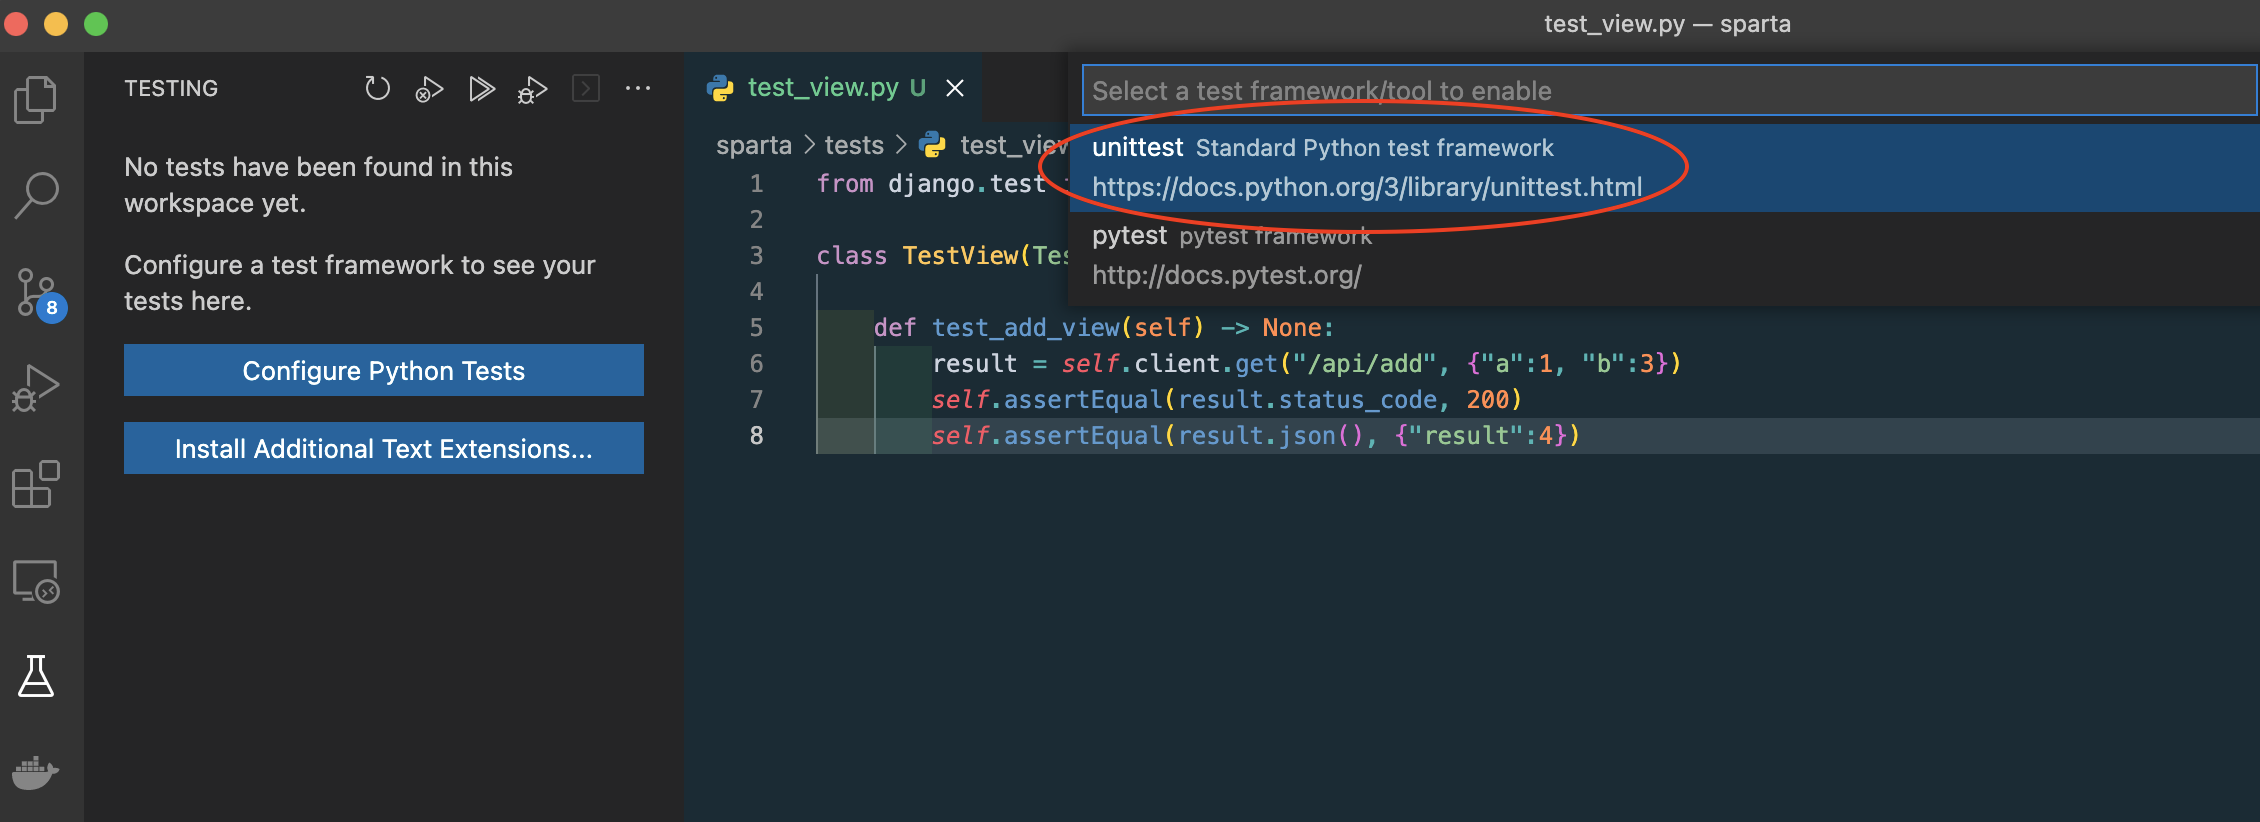 test_view.py — sparta
TESTING
No tests have been found in this
workspace yet.
Configure a test framework to see your
tests here.
Configure Python Tests
Install Additional Text Extensions...
8
test_view.py U
sparta > tests > test_view
Select a test framework/tool to enable
unittest Standard Python test framework
https://docs.python.org/3/library/unittest.html
pytest pytest framework
http://docs.pytest.org/
1 from django.test
2
3 class TestView(Tes
4
5 def test_add_view(self) -> None:
6 result = self.client.get("/api/add", {"a":1, "b":3})
7 self.assertEqual(result.status_code, 200)
8 self.assertEqual(result.json(), {"result":4})